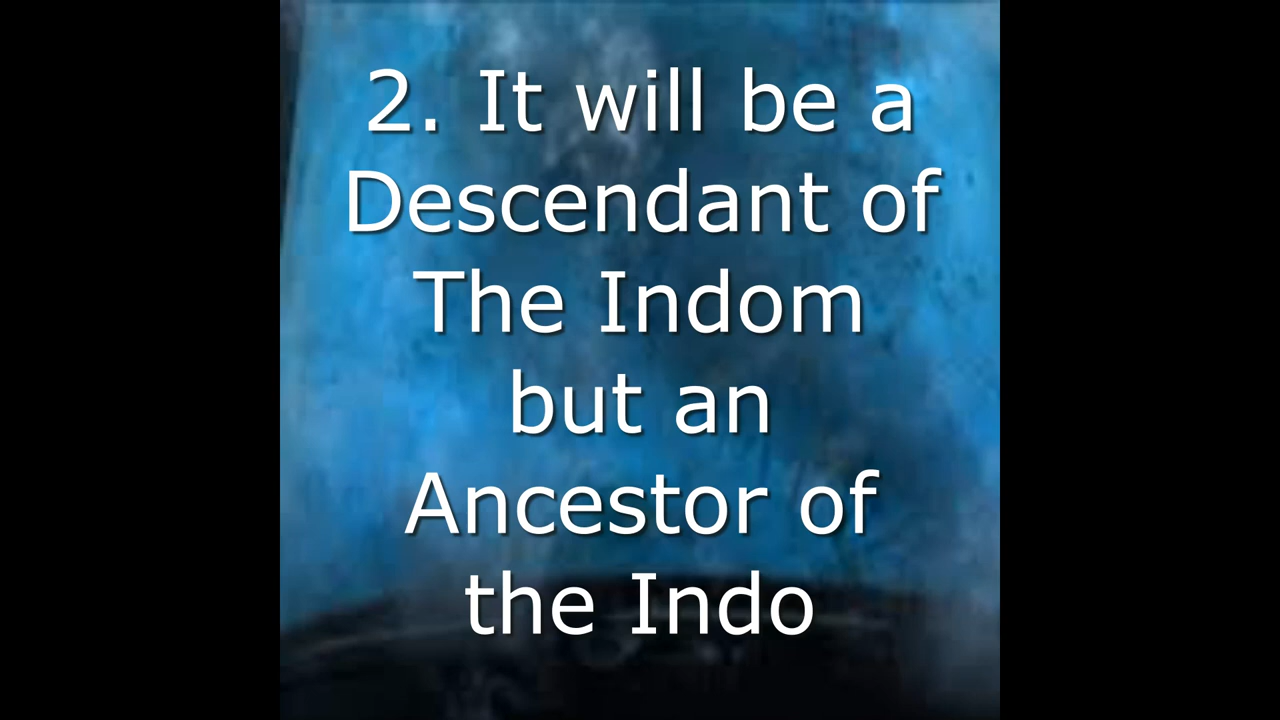 2. It will be a
Descendant of
The Indom
but an
Ancestor of
the Indo